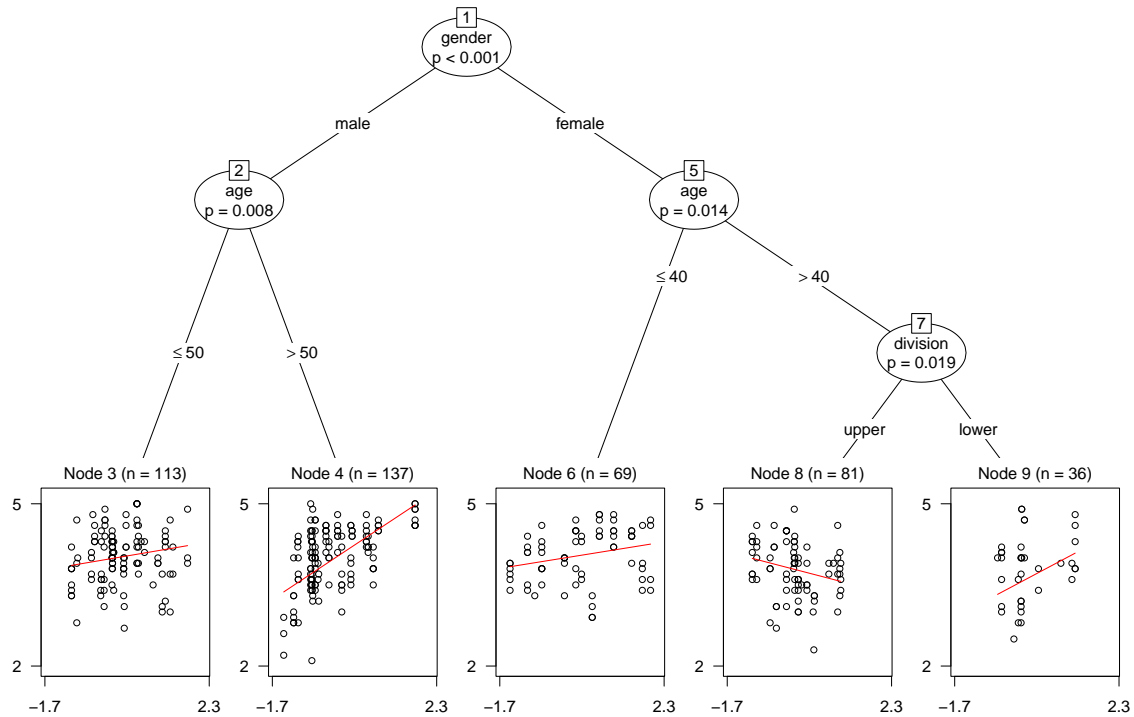 1
gender
p < 0.001
male
female
2
age
p = 0.008
5
age
p = 0.014
≤ 40
> 40
7
division
p = 0.019
≤ 50
> 50
upper
lower
Node 3 (n = 113)
Node 4 (n = 137)
Node 6 (n = 69)
Node 8 (n = 81)
Node 9 (n = 36)
5
5
5
5
5
2
2
2
2
2
−1.7
2.3
−1.7
2.3
−1.7
2.3
−1.7
2.3
−1.7
2.3